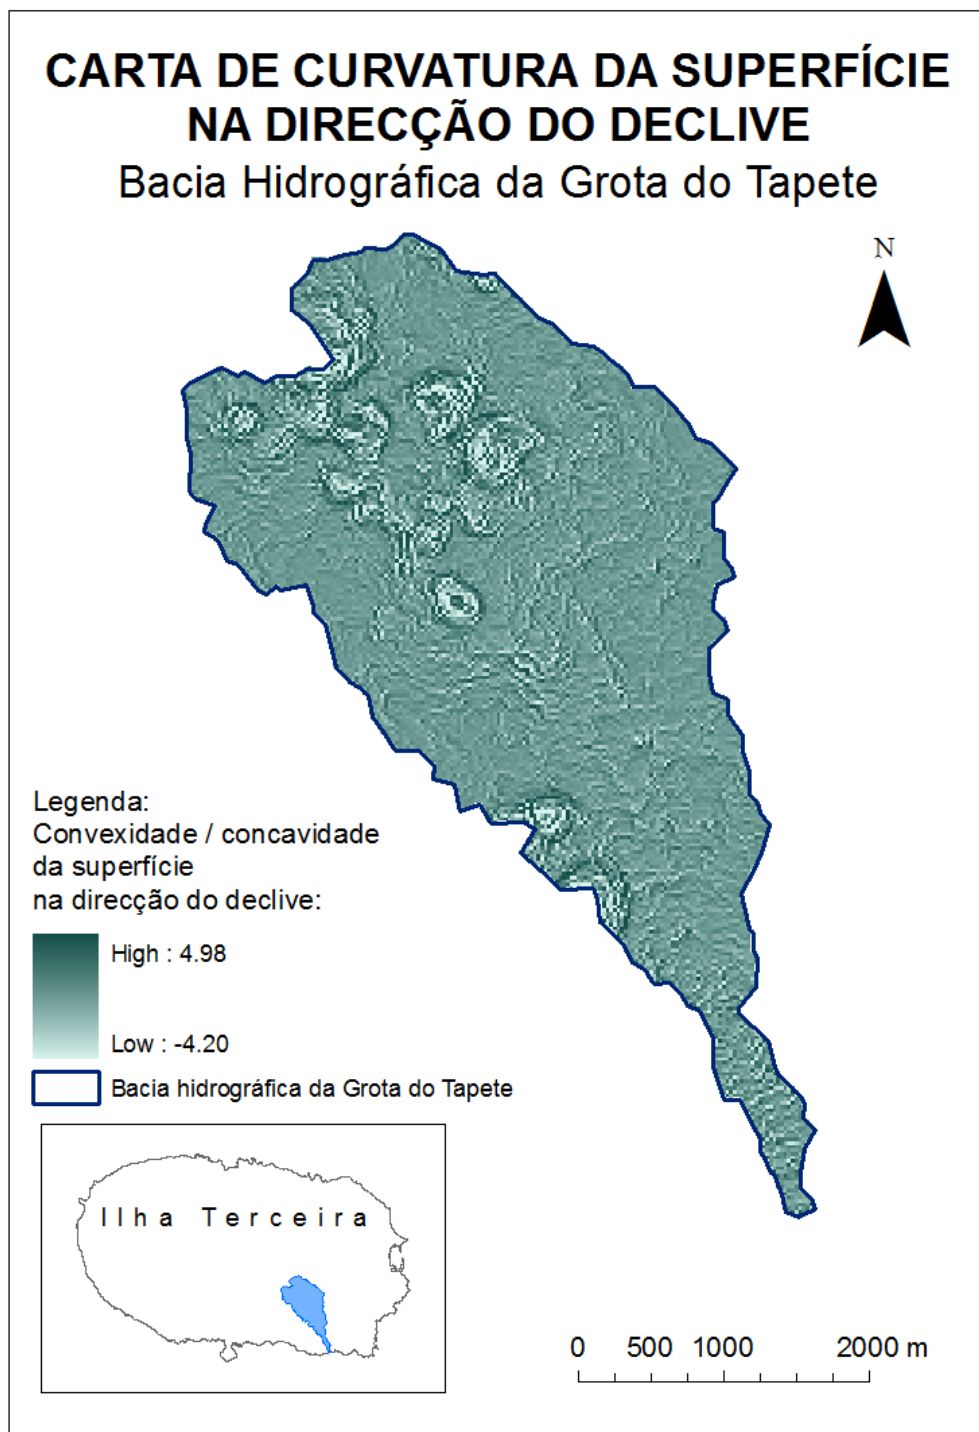 CARTA DE CURVATURA DA SUPERFÍCIE
NA DIRECÇÃO DO DECLIVE
Bacia Hidrográfica da Grota do Tapete
N
Legenda:
Convexidade / concavidade
da superfície
na direcção do declive:
High : 4.98
Low : -4.20
Bacia hidrográfica da Grota do Tapete
Ilha Terceira
0 500 1000 2000 m